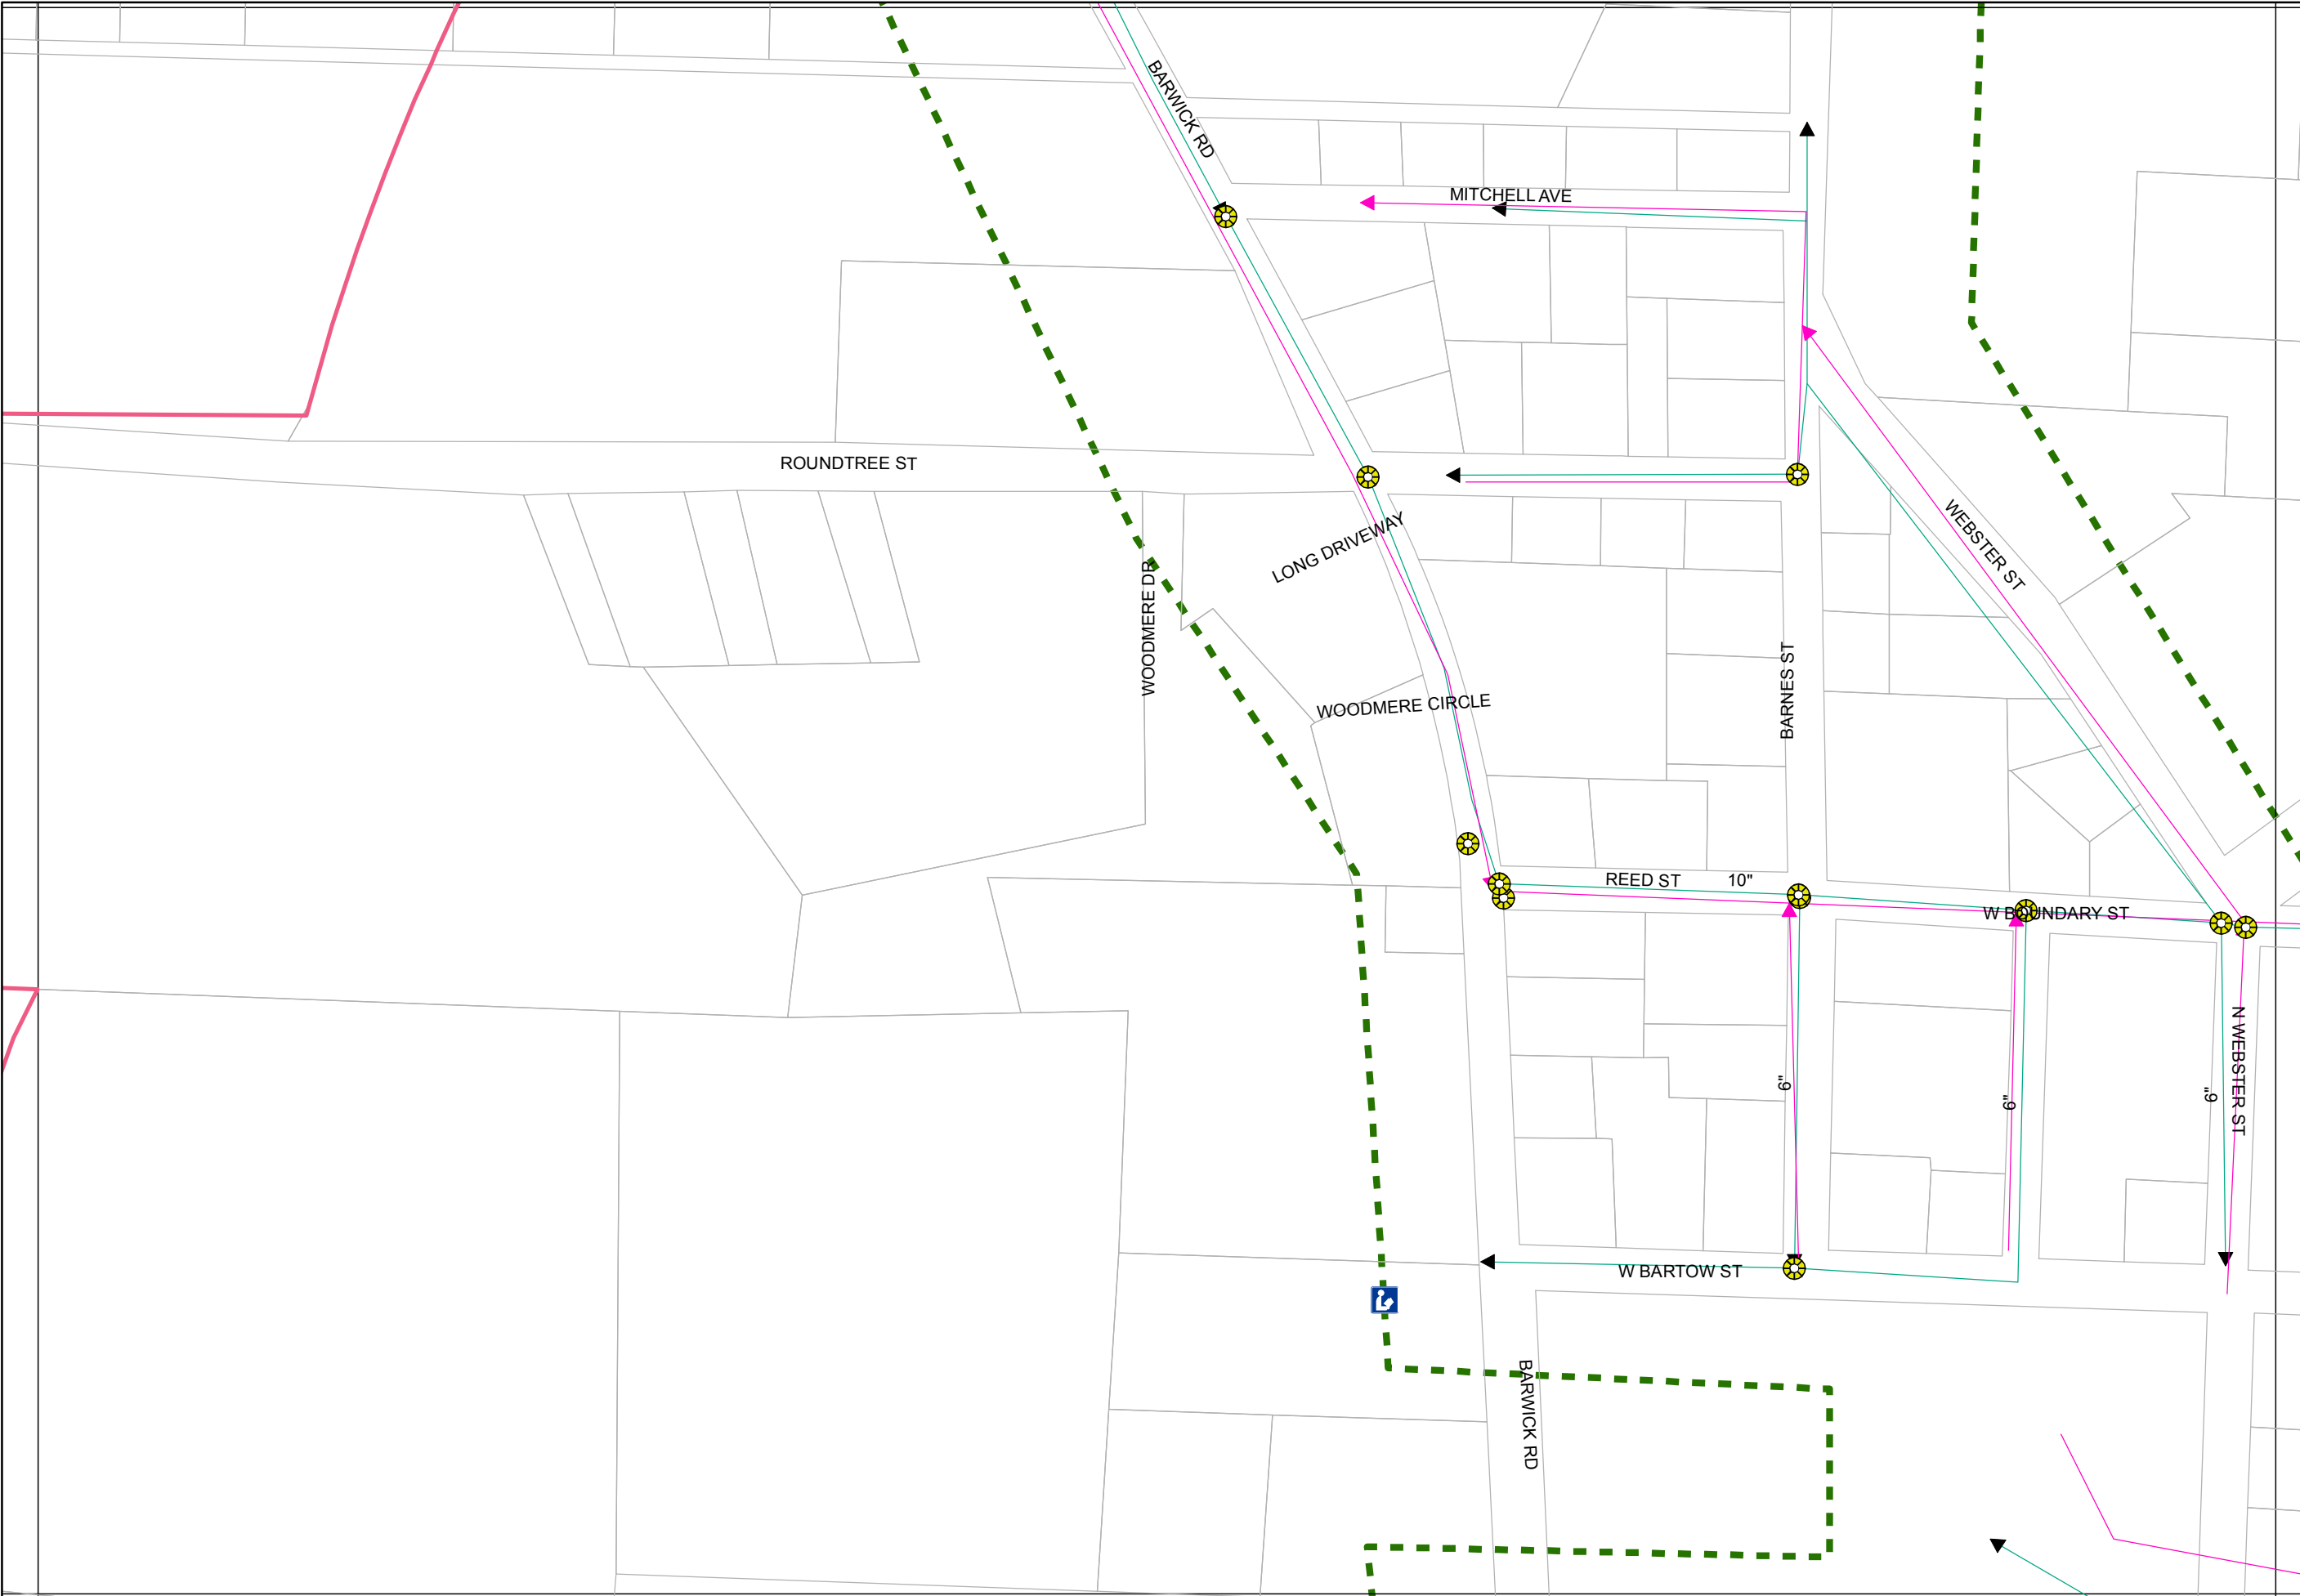 BARWICK RD
MITCHELL AVE
ROUNDTREE ST
LONG DRIVEWAY
WEBSTER ST
WOODMERE DR
WOODMERE CIRCLE
BARNES ST
REED ST
10"
W BOUNDARY ST
N WEBSTER ST
6"
6"
6"
W BARTOW ST
BARWICK RD